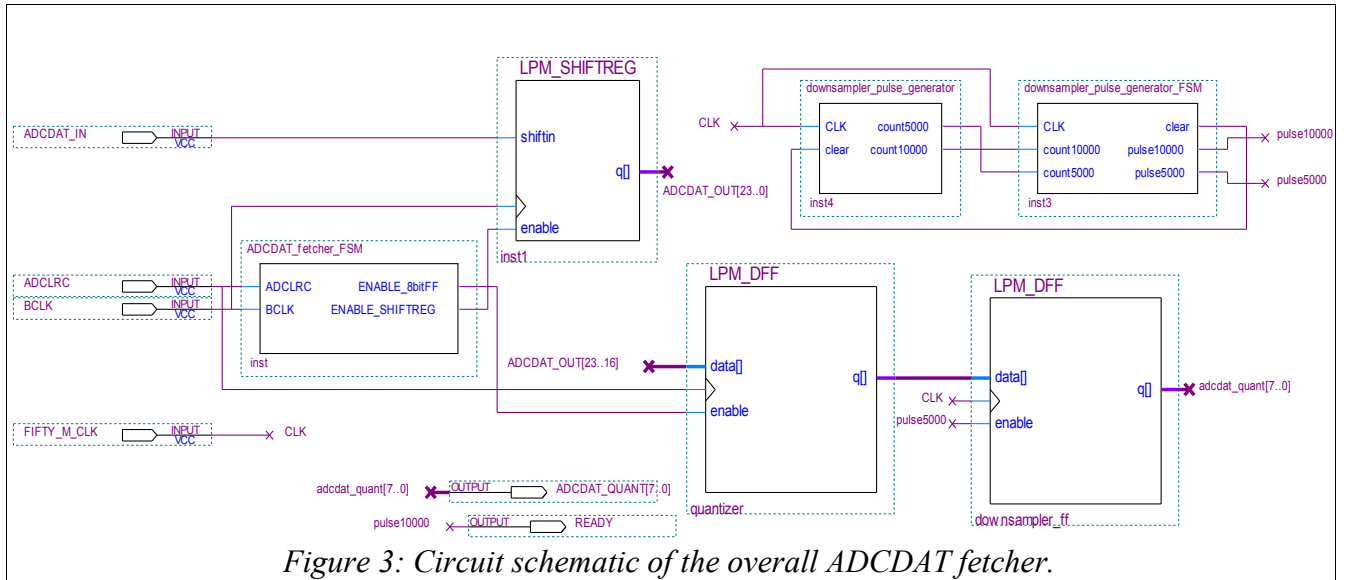 LPM_SHIFTREG
ADCDAT_IN
INPUT
VCC
shiftin
q[]
ADCDAT_OUT[23..0]
enable
inst1
CLK
downsampler_pulse_generator
CLK
clear
count5000
count10000
inst4
downsampler_pulse_generator_FSM
CLK
count10000
count5000
clear
pulse10000
pulse5000
inst3
pulse10000
pulse5000
ADCDAT_fetcher_FSM
ADCLRC
INPUT
VCC
BCLK
INPUT
VCC
ADCLRC
BCLK
ENABLE_8bitFF
ENABLE_SHIFTREG
inst
LPM_DFF
ADCDAT_OUT[23..16]
data[]
q[]
enable
quantizer
LPM_DFF
data[]
CLK
pulse5000
enable
q[]
adcdat_quant[7..0]
downsampler_ff
FIFTY_M_CLK
INPUT
VCC
CLK
adcdat_quant[7..0]
OUTPUT
ADCDAT_QUANT[7..0]
pulse10000
OUTPUT
READY
Figure 3: Circuit schematic of the overall ADCDAT fetcher.